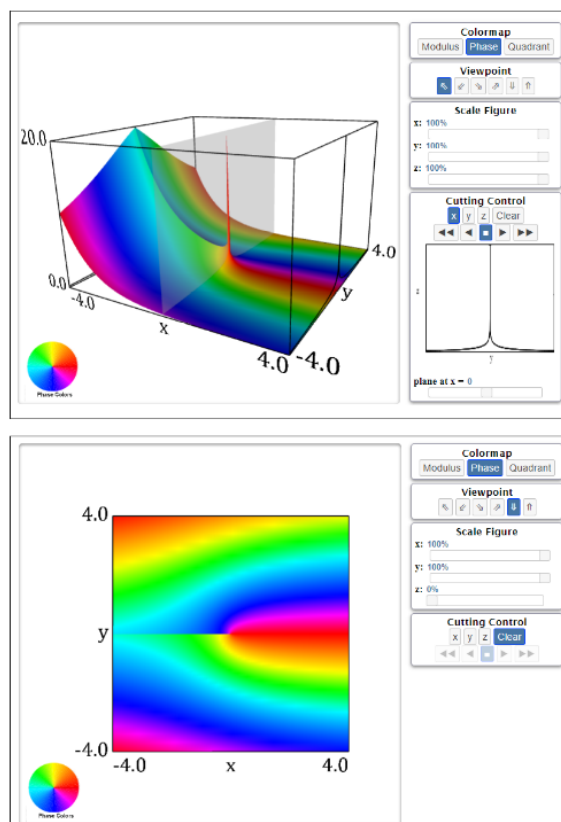 Colormap
Modulus Phase Quadrant
Viewpoint
Scale Figure
x: 100%
y: 100%
z: 100%
Cutting Control
x y z Clear
z
y
plane at x = 0
20.0
0.0
-4.0
x
4.0
-4.0
y
4.0
Phase Colors
Colormap
Modulus Phase Quadrant
Viewpoint
Scale Figure
x: 100%
y: 100%
z: 0%
Cutting Control
x y z Clear
4.0
y
-4.0
-4.0 x 4.0
Phase Colors